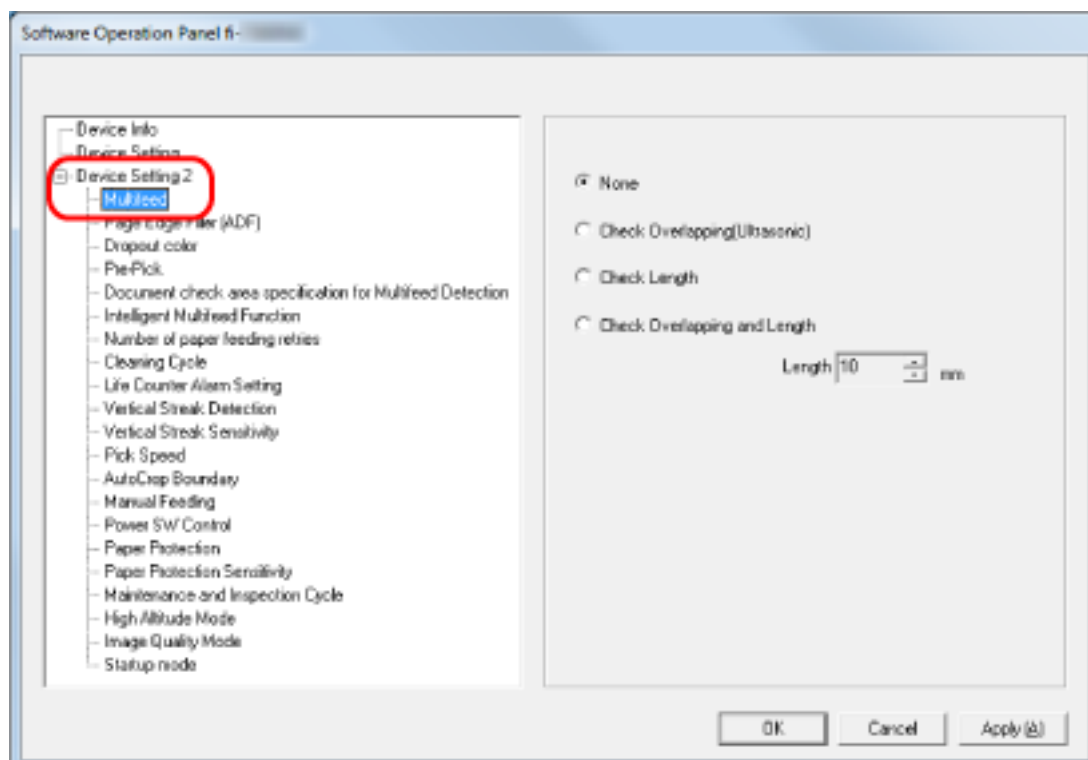 Software Operation Panel fi-
Device Info
Device Setting
Device Setting 2
Multifeed
Page Edge Filler (ADF)
Dropout color
Pre-Pick
Document check area specification for Multifeed Detection
Intelligent Multifeed Function
Number of paper feeding retries
Cleaning Cycle
Life Counter Alarm Setting
Vertical Streak Detection
Vertical Streak Sensitivity
Pick Speed
AutoCrop Boundary
Manual Feeding
Power SW Control
Paper Protection
Paper Protection Sensitivity
Maintenance and Inspection Cycle
High Altitude Mode
Image Quality Mode
Startup mode
None
Check Overlapping(Ultrasonic)
Check Length
Check Overlapping and Length
Length 10 mm
OK Cancel Apply (A)